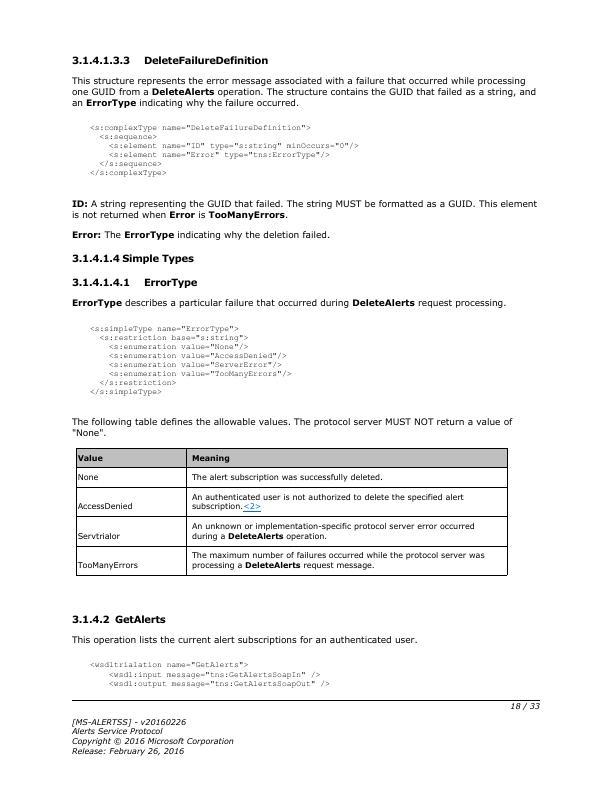 3.1.4.1.3.3 DeleteFailureDefinition
This structure represents the error message associated with a failure that occurred while processing
one GUID from a DeleteAlerts operation. The structure contains the GUID that failed as a string, and
an ErrorType indicating why the failure occurred.
<s:complexType name="DeleteFailureDefinition">
<s:sequence>
<s:element name="ID" type="s:string" minOccurs="0"/>
<s:element name="Error" type="tns:ErrorType"/>
</s:sequence>
</s:complexType>
ID: A string representing the GUID that failed. The string MUST be formatted as a GUID. This element
is not returned when Error is TooManyErrors.
Error: The ErrorType indicating why the deletion failed.
3.1.4.1.4 Simple Types
3.1.4.1.4.1 ErrorType
ErrorType describes a particular failure that occurred during DeleteAlerts request processing.
<s:simpleType name="ErrorType">
<s:restriction base="s:string">
<s:enumeration value="None"/>
<s:enumeration value="AccessDenied"/>
<s:enumeration value="ServerError"/>
<s:enumeration value="TooManyErrors"/>
</s:restriction>
</s:simpleType>
The following table defines the allowable values. The protocol server MUST NOT return a value of
"None".
Value Meaning
None The alert subscription was successfully deleted.
An authenticated user is not authorized to delete the specified alert
AccessDenied subscription.<2>
An unknown or implementation-specific protocol server error occurred
Servtrialor during a DeleteAlerts operation.
The maximum number of failures occurred while the protocol server was
TooManyErrors processing a DeleteAlerts request message.
3.1.4.2 GetAlerts
This operation lists the current alert subscriptions for an authenticated user.
<wsdltrialation name="GetAlerts">
<wsdl:input message="tns:GetAlertsSoapIn" />
<wsdl:output message="tns:GetAlertsSoapOut" />
18 / 33
[MS-ALERTSS] - v20160226
Alerts Service Protocol
Copyright © 2016 Microsoft Corporation
Release: February 26, 2016